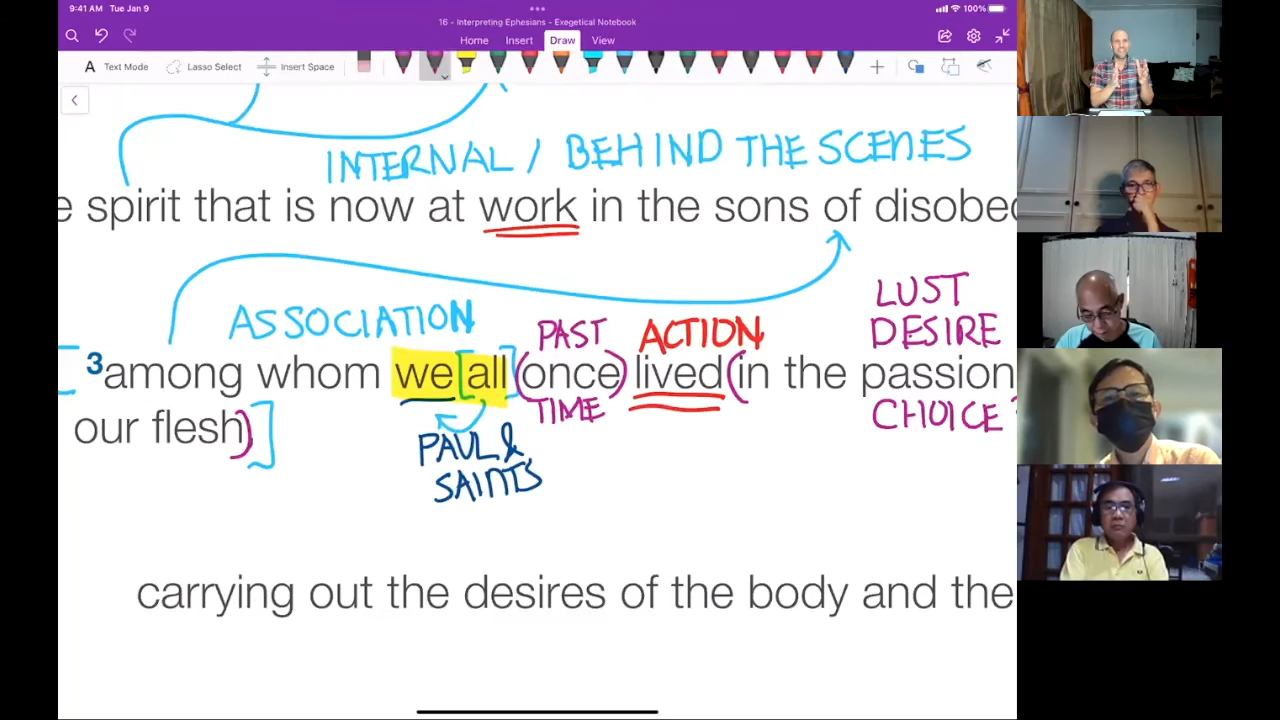 9:41 AM Tue Jan 9
100%
16 - Interpreting Ephesians - Exegetical Notebook
Home Insert Draw View
A Text Mode Lasso Select Insert Space
INTERNAL / BEHIND THE SCENES
e spirit that is now at work in the sons of disobed
ASSOCIATION
PAST
ACTION
LUST
DESIRE
3 among whom we [all] (once) lived (in the passion
TIME
CHOICE?
our flesh)]
PAUL &
SAINTS
carrying out the desires of the body and the